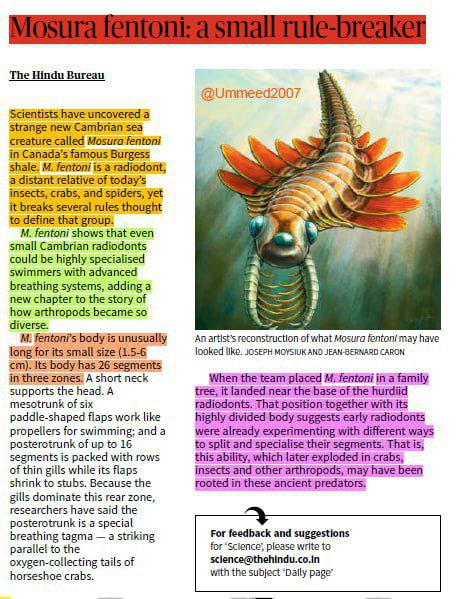 Mosura fentoni: a small rule-breaker
The Hindu Bureau
Scientists have uncovered a
strange new Cambrian sea
creature called Mosura fentoni
in Canada's famous Burgess
shale. M. fentoni is a radiodont,
a distant relative of today's
insects, crabs, and spiders, yet
it breaks several rules thought
to define that group.
M. fentoni shows that even
small Cambrian radiodonts
could be highly specialised
swimmers with advanced
breathing systems, adding a
new chapter to the story of
how arthropods became so
diverse.
M. fentoni's body is unusually
long for its small size (1.5-6
cm). Its body has 26 segments
in three zones. A short neck
supports the head. A
mesotrunk of six
paddle-shaped flaps work like
propellers for swimming; and a
posterotrunk of up to 16
segments is packed with rows
of thin gills while its flaps
shrink to stubs. Because the
gills dominate this rear zone,
researchers have said the
posterotrunk is a special
breathing tagma — a striking
parallel to the
oxygen-collecting tails of
horseshoe crabs.
@Ummeed2007
An artist's reconstruction of what Mosura fentoni may have
looked like. JOSEPH MOYSIUK AND JEAN-BERNARD CARON
When the team placed M. fentoni in a family
tree, it landed near the base of the hurdiid
radiodonts. That position together with its
highly divided body suggests early radiodonts
were already experimenting with different ways
to split and specialise their segments. That is,
this ability, which later exploded in crabs,
insects and other arthropods, may have been
rooted in these ancient predators.
For feedback and suggestions
for 'Science', please write to
science@thehindu.co.in
with the subject 'Daily page'